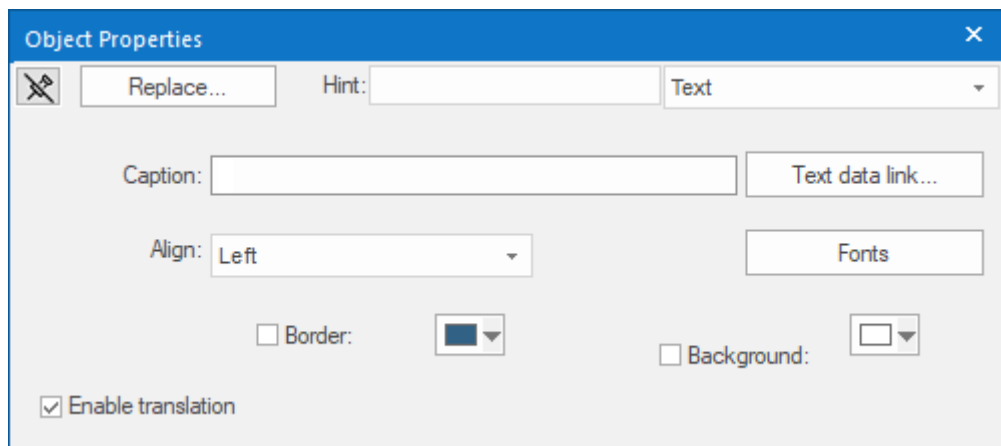 Object Properties
Replace... Hint: Text
Caption: Text data link...
Align: Left Fonts
Border: Background:
Enable translation